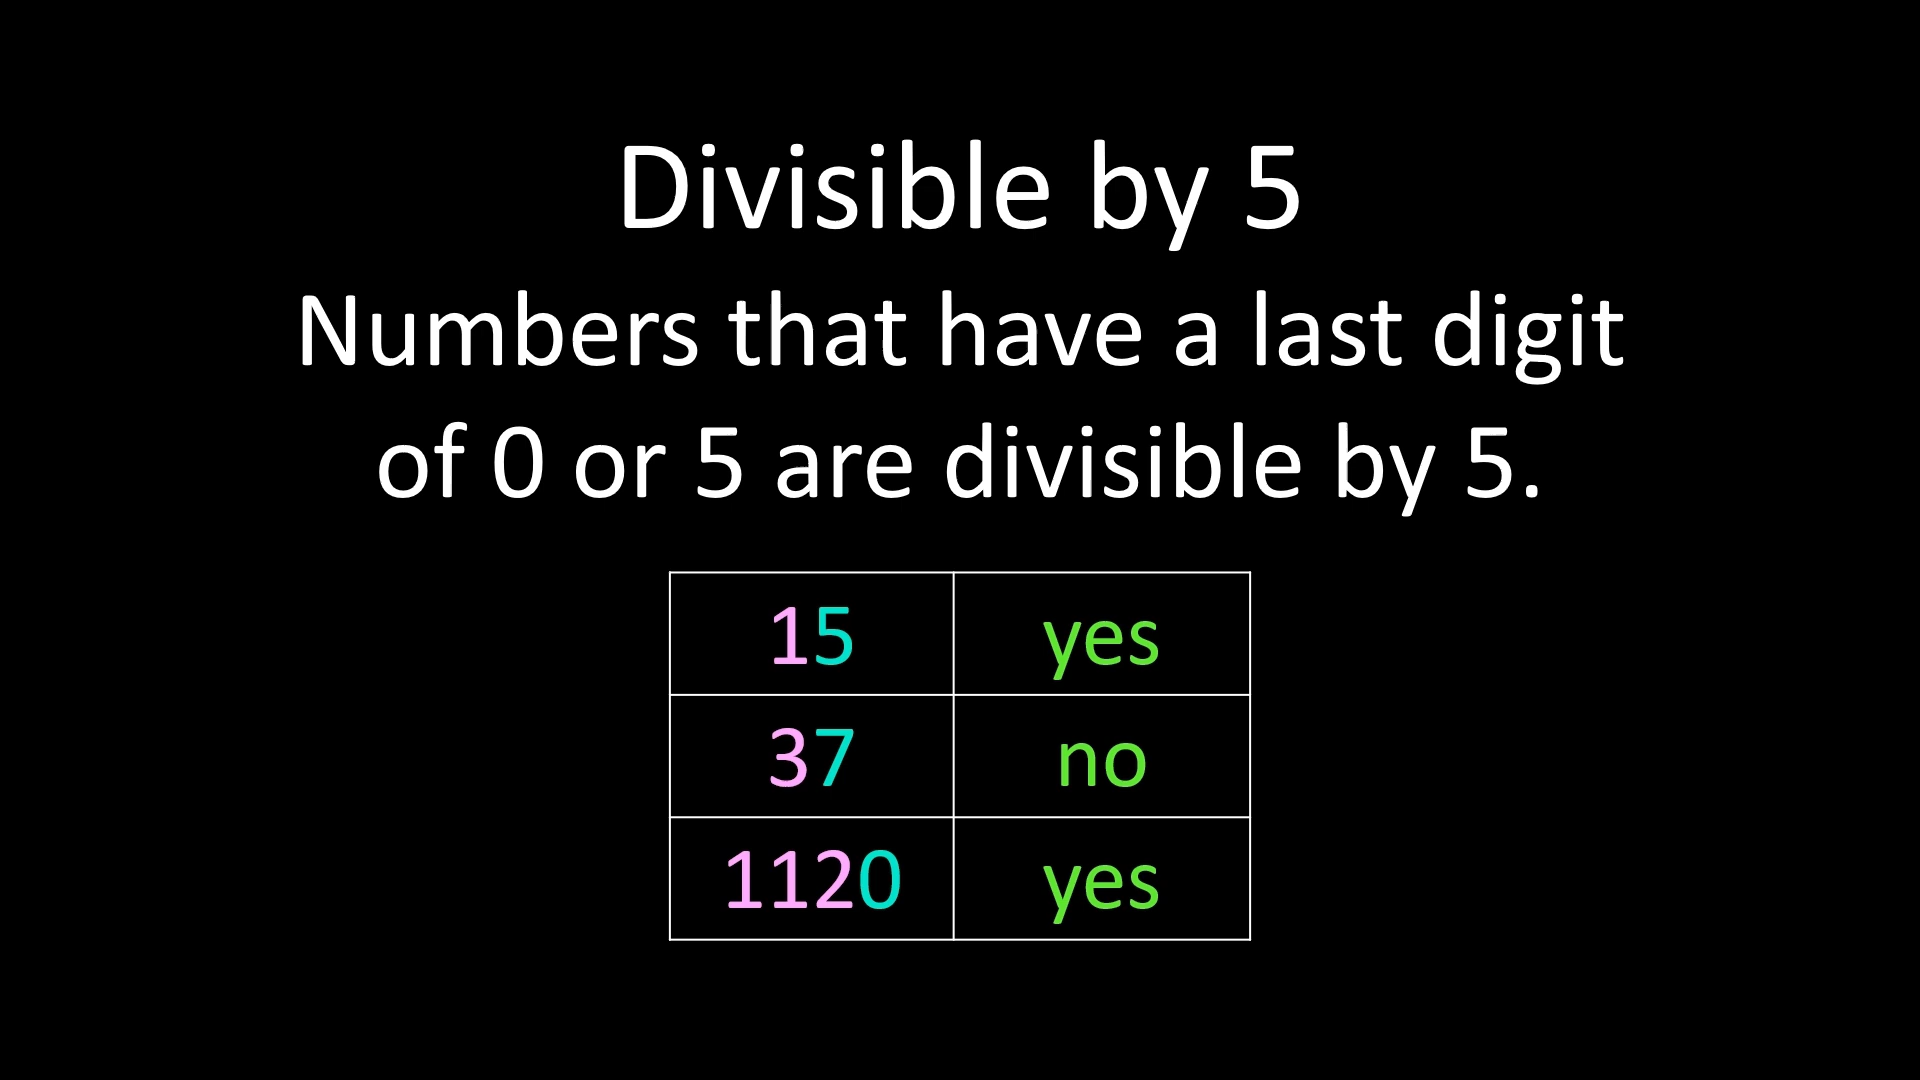 Divisible by 5
Numbers that have a last digit
of 0 or 5 are divisible by 5.
15 yes
37 no
1120 yes